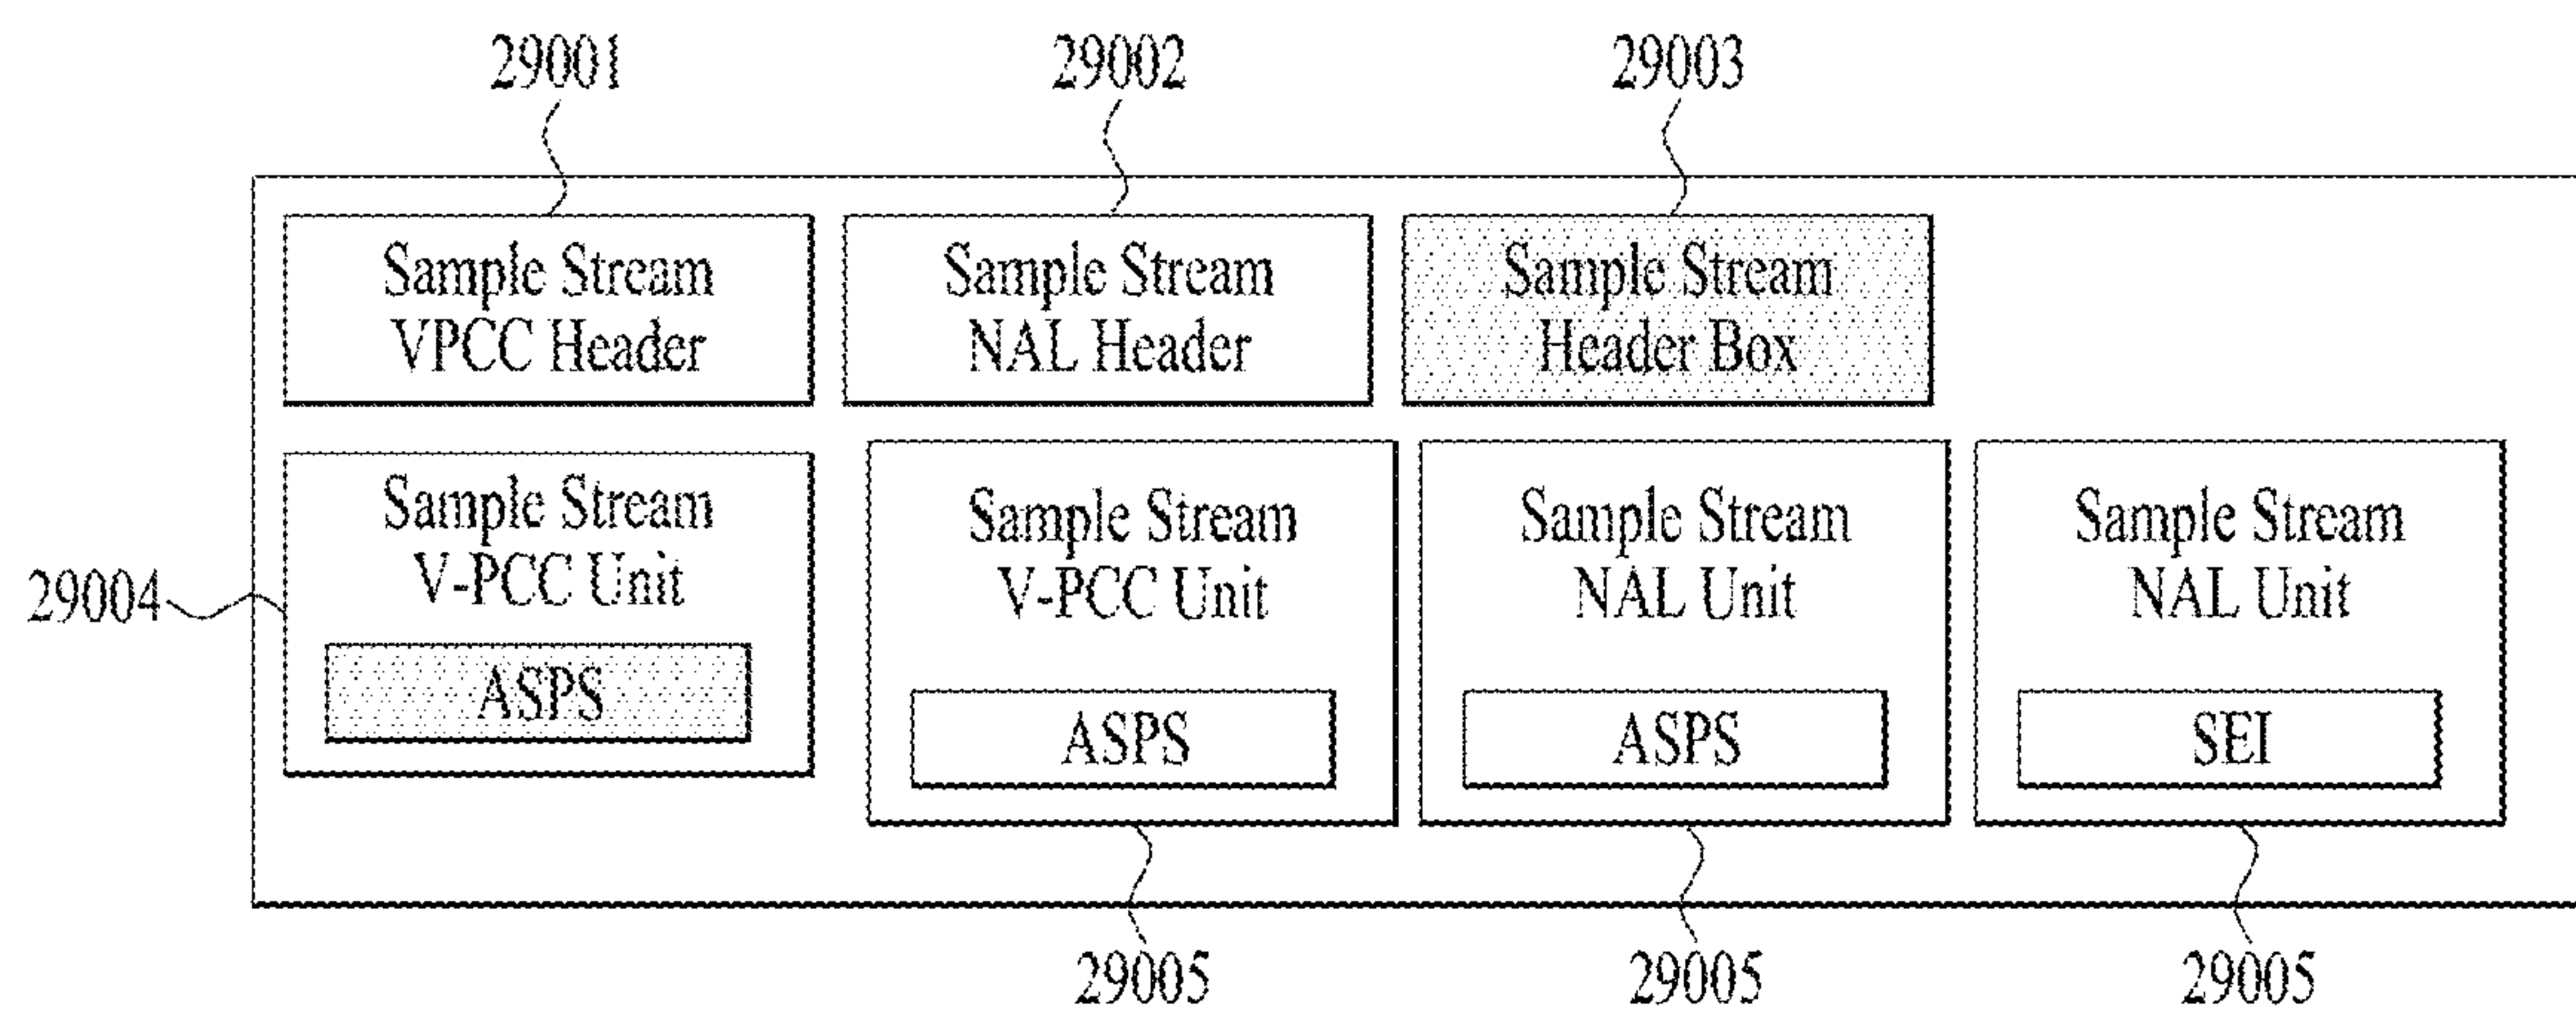 29001
29002
29003
Sample Stream
VPCC Header
Sample Stream
NAL Header
Sample Stream
Header Box
29004
Sample Stream
V-PCC Unit
ASPS
Sample Stream
V-PCC Unit
ASPS
Sample Stream
NAL Unit
ASPS
Sample Stream
NAL Unit
SEI
29005
29005
29005